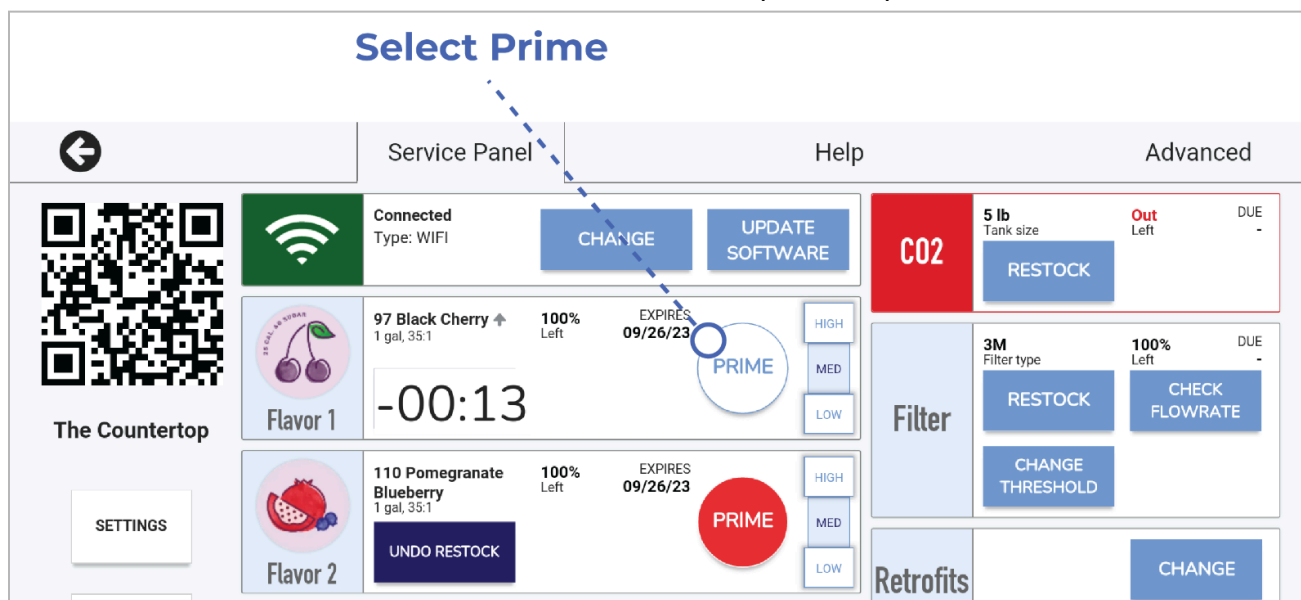 Select Prime
Service Panel
Help
Advanced
The Countertop
SETTINGS
Connected
Type: WIFI
CHANGE
UPDATE
SOFTWARE
97 Black Cherry
1 gal, 35:1
100%
Left
EXPIRES
09/26/23
-00:13
PRIME
HIGH
MED
LOW
Flavor 1
110 Pomegranate
Blueberry
1 gal, 35:1
100%
Left
EXPIRES
09/26/23
UNDO RESTOCK
PRIME
HIGH
MED
LOW
Flavor 2
CO2
5 lb
Tank size
Out
Left
DUE
-
RESTOCK
Filter
3M
Filter type
100%
Left
DUE
-
RESTOCK
CHECK
FLOWRATE
CHANGE
THRESHOLD
Retrofits
CHANGE